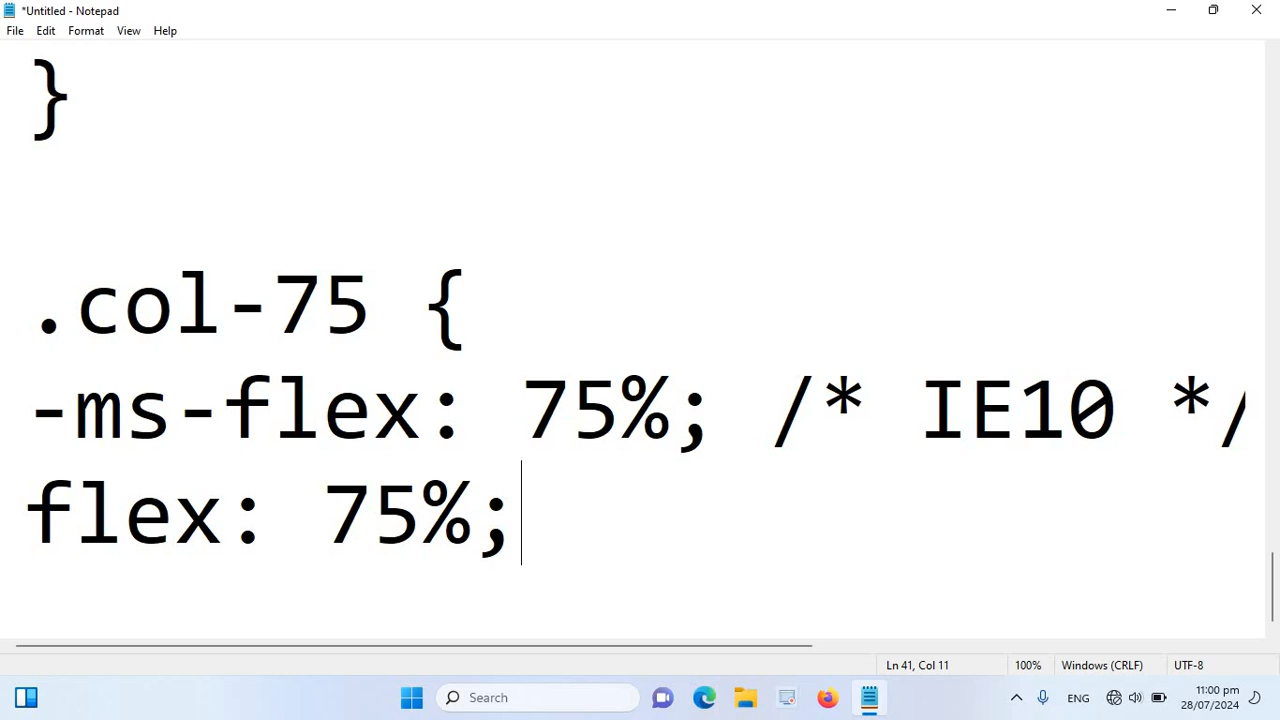 *Untitled - Notepad
File Edit Format View Help
}
.col-75 {
-ms-flex: 75%; /* IE10 */
flex: 75%;
Ln 41, Col 11 100% Windows (CRLF) UTF-8
Search ENG 11:00 pm
28/07/2024